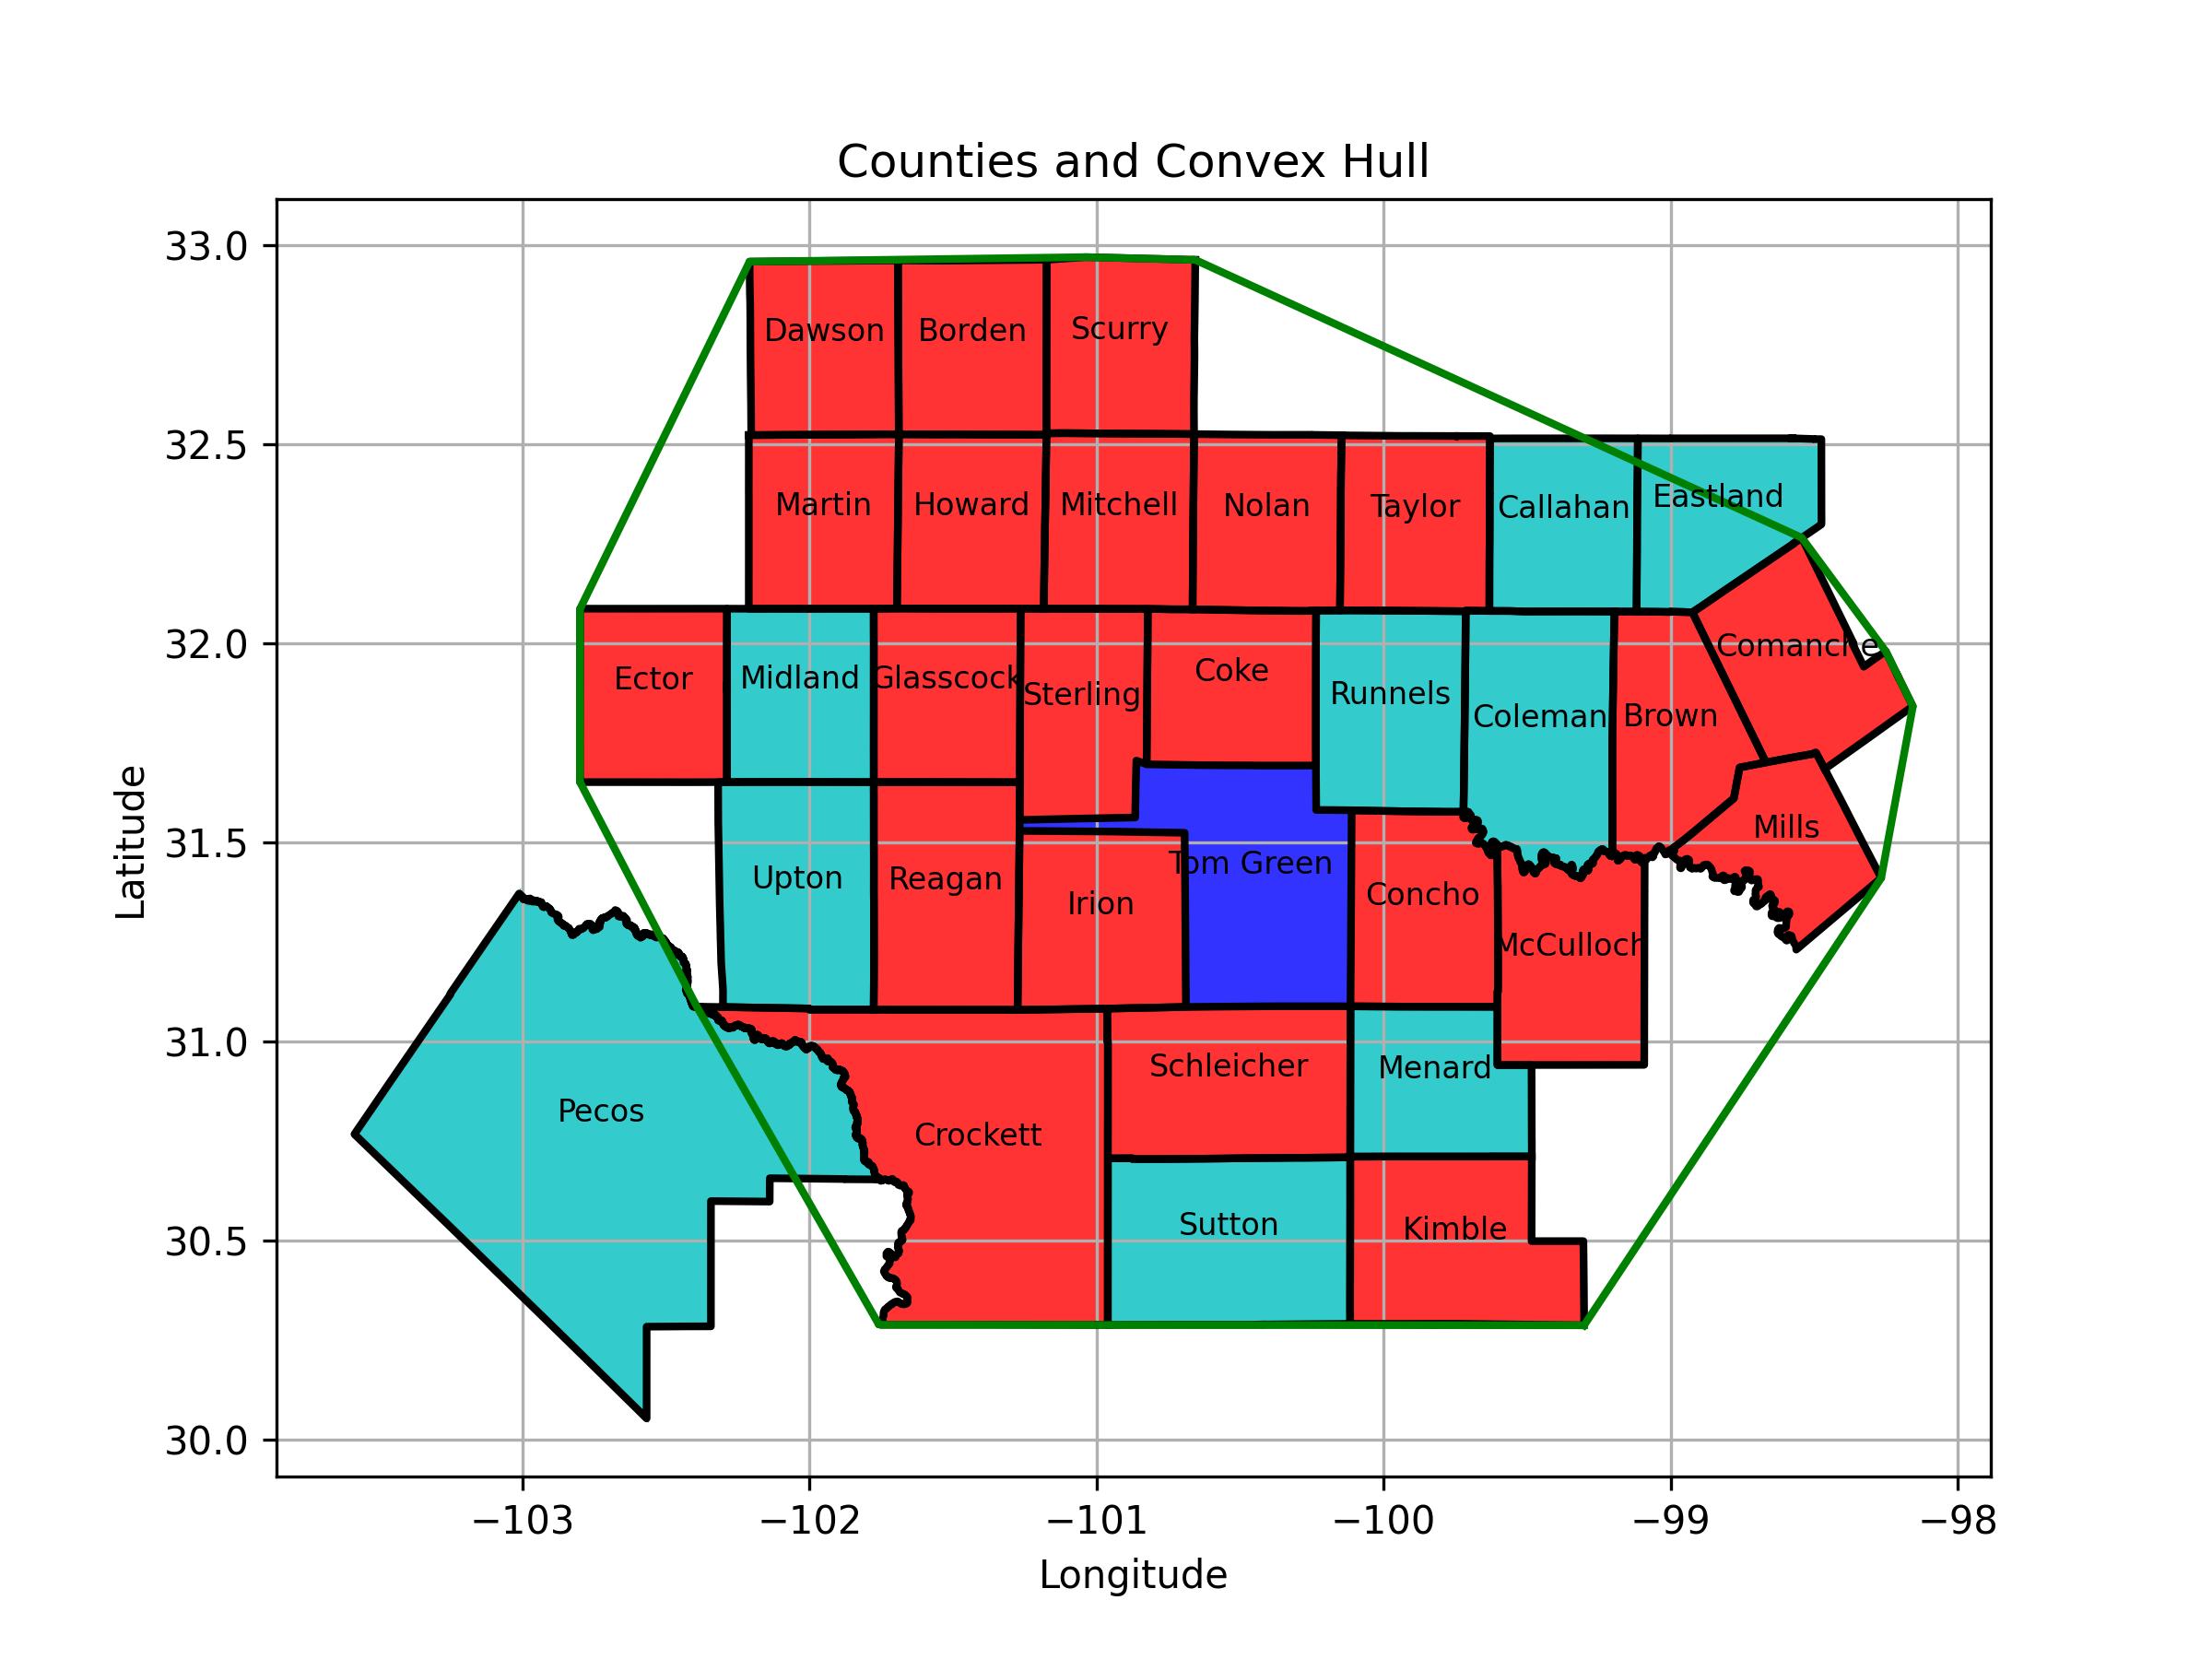 Counties and Convex Hull
33.0
32.5
32.0
31.5
31.0
30.5
30.0
Latitude
Dawson Borden Scurry
Martin Howard Mitchell Nolan Taylor Callahan Eastland
Ector Midland Glasscock Sterling Coke Runnels Coleman Brown Comanche
Upton Reagan Irion Tom Green Concho McCulloch Mills
Pecos Crockett Schleicher Menard
Sutton Kimble
−103 −102 −101 −100 −99 −98
Longitude